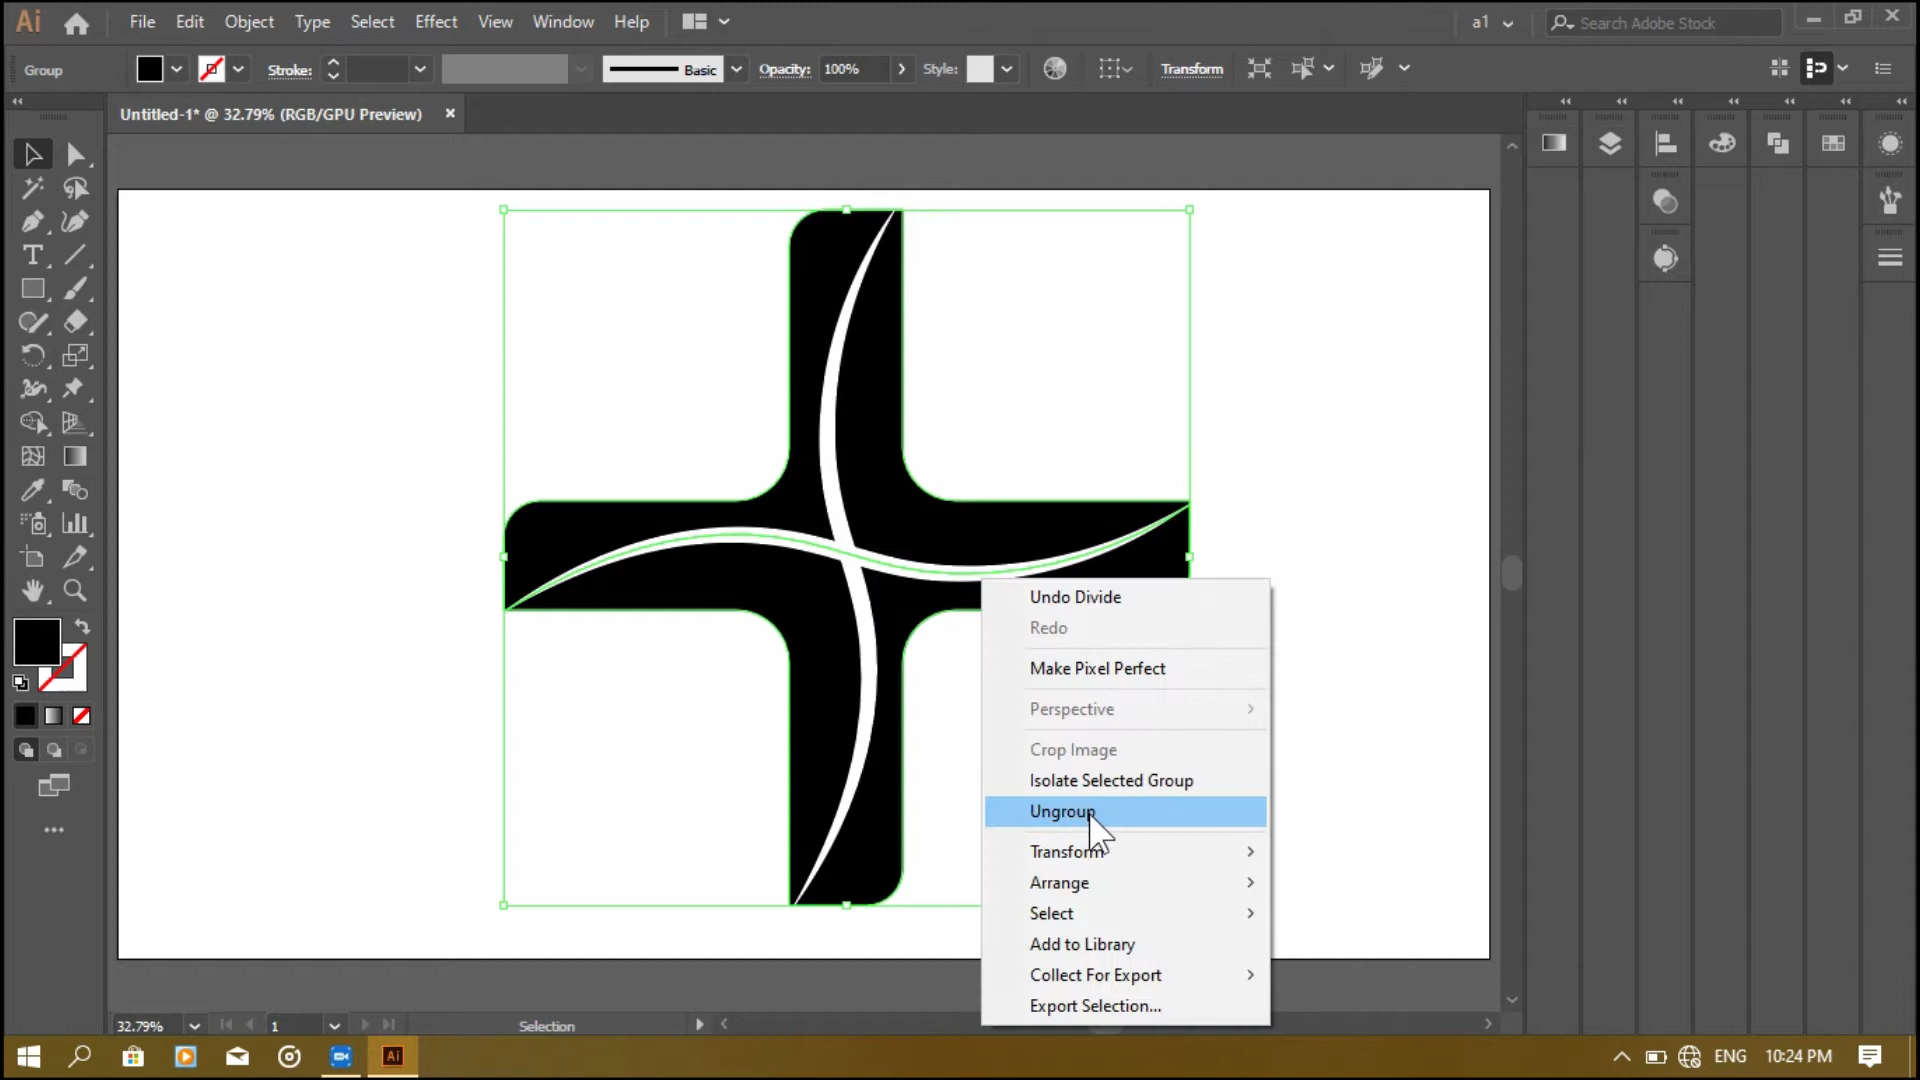 Ai File Edit Object Type Select Effect View Window Help a1 Search Adobe Stock
Group Stroke: Basic Opacity: 100% Style: Transform
Untitled-1* @ 32.79% (RGB/GPU Preview)
Undo Divide
Redo
Make Pixel Perfect
Perspective
Crop Image
Isolate Selected Group
Ungroup
Transform
Arrange
Select
Add to Library
Collect For Export
Export Selection...
32.79% 1 Selection
Ai ENG 10:24 PM